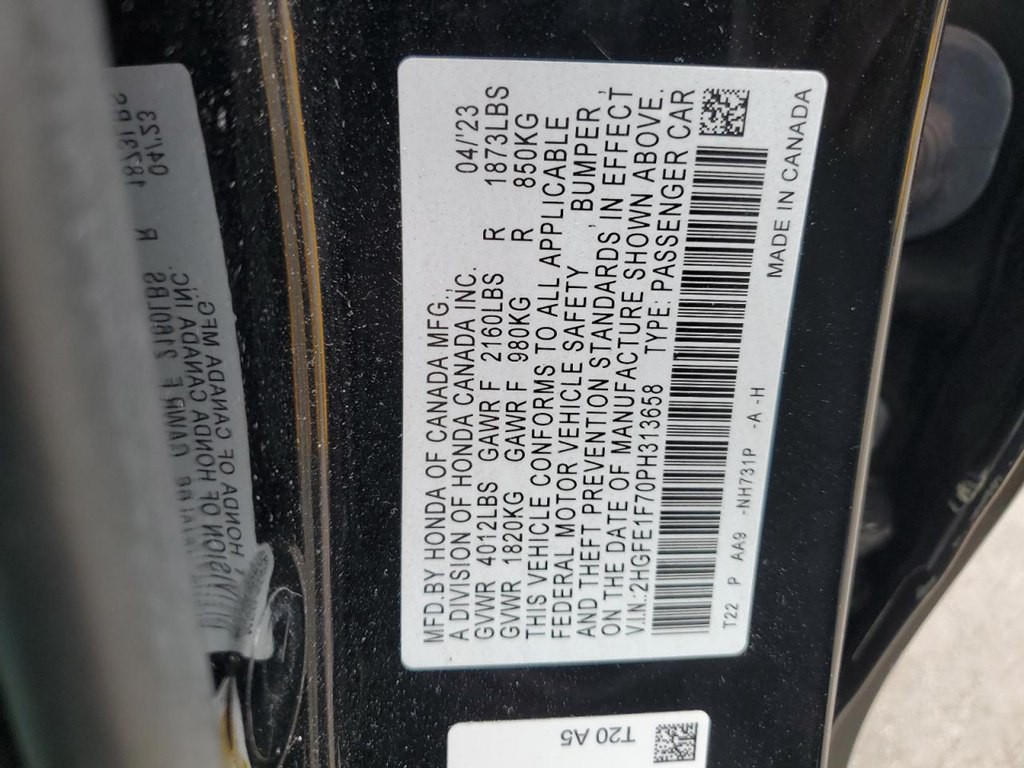 MFD.BY HONDA OF CANADA MFG., 04/'23
A DIVISION OF HONDA CANADA INC.
GVWR 4012LBS GAWR F 2160LBS R 1873LBS
GVWR 1820KG GAWR F 980KG R 850KG
THIS VEHICLE CONFORMS TO ALL APPLICABLE
FEDERAL MOTOR VEHICLE SAFETY , BUMPER ,
AND THEFT PREVENTION STANDARDS IN EFFECT
ON THE DATE OF MANUFACTURE SHOWN ABOVE.
V.I.N.:2HGFE1F70PH313658 TYPE: PASSENGER CAR
T22 P AA9 -NH731P -A -H
MADE IN CANADA
T20 A5